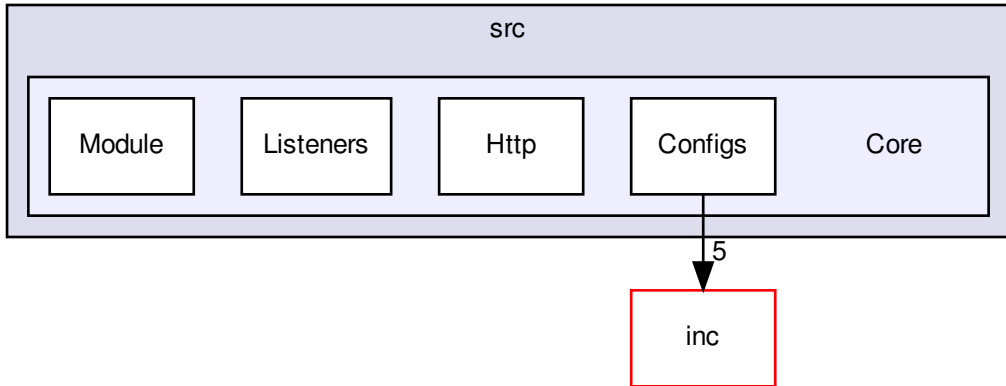 src
Module
Listeners
Http
Configs
Core
5
inc